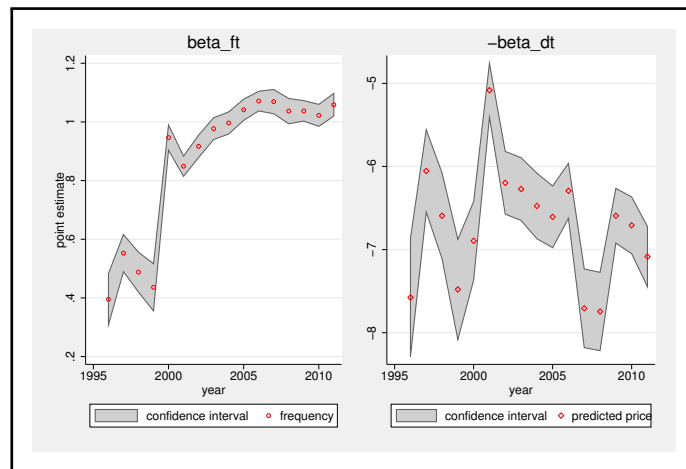 beta_ft
-beta_dt
point estimate
1.2
1
.8
.6
.4
.2
-5
-6
-7
-8
1995 2000 2005 2010
1995 2000 2005 2010
year
year
confidence interval frequency
confidence interval predicted price